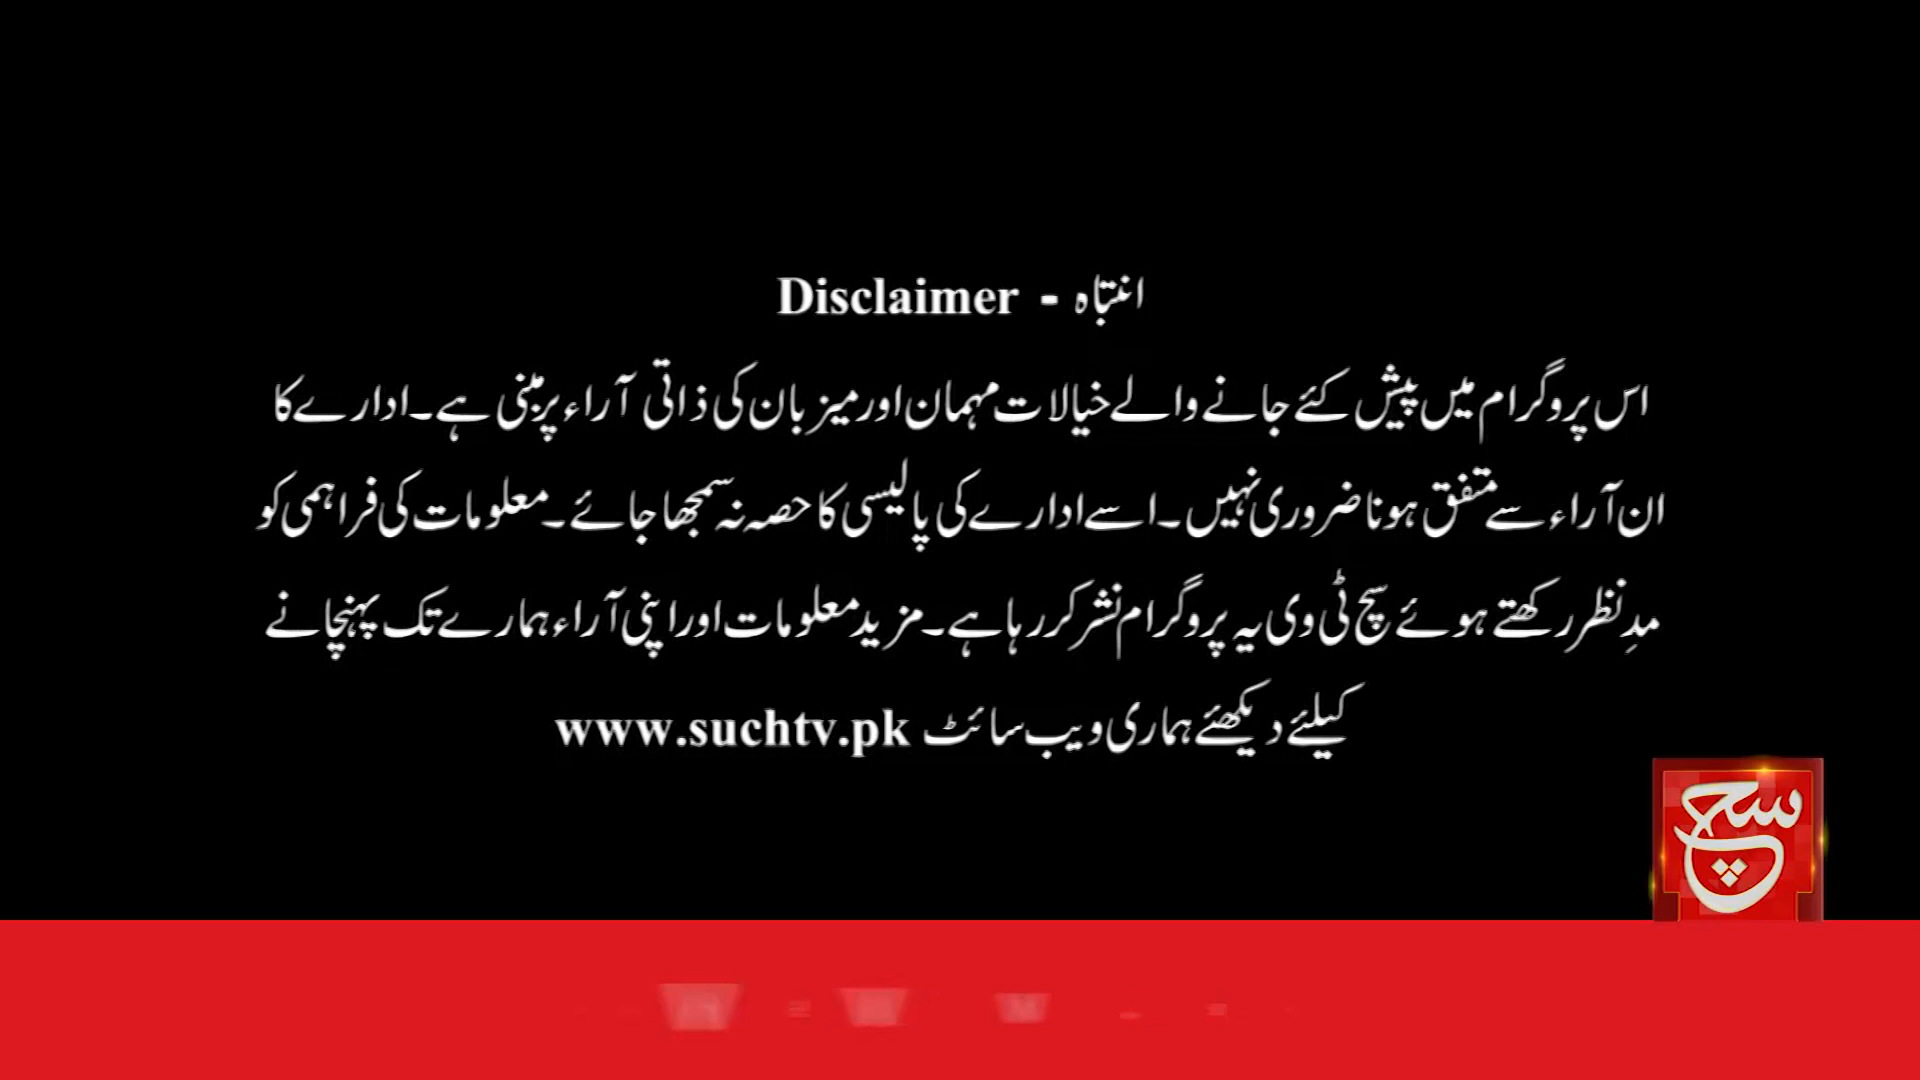 انتباہ - Disclaimer
اس پروگرام میں پیش کئے جانے والے خیالات مہمان اور میزبان کی ذاتی آراء پر مبنی ہے۔ ادارے کا
ان آراء سے متفق ہونا ضروری نہیں۔ اسے ادارے کی پالیسی کا حصہ نہ سمجھا جائے۔ معلومات کی فراہمی کو
مدِنظر رکھتے ہوئے سچ ٹی وی یہ پروگرام نشر کر رہا ہے۔ مزید معلومات اور اپنی آراء ہمارے تک پہنچانے
کیلئے دیکھئے ہماری ویب سائٹ www.suchtv.pk
سچ